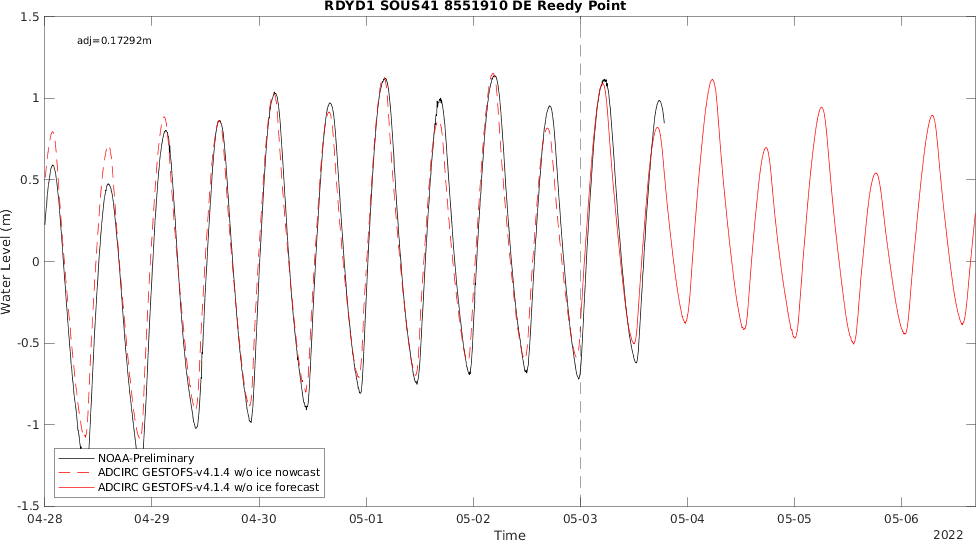 RDYD1 SOUS41 8551910 DE Reedy Point
adj=0.17292m
1.5
1
0.5
0
-0.5
-1
-1.5
Water Level (m)
NOAA-Preliminary
ADCIRC GESTOFS-v4.1.4 w/o ice nowcast
ADCIRC GESTOFS-v4.1.4 w/o ice forecast
04-28 04-29 04-30 05-01 05-02 05-03 05-04 05-05 05-06
Time
2022